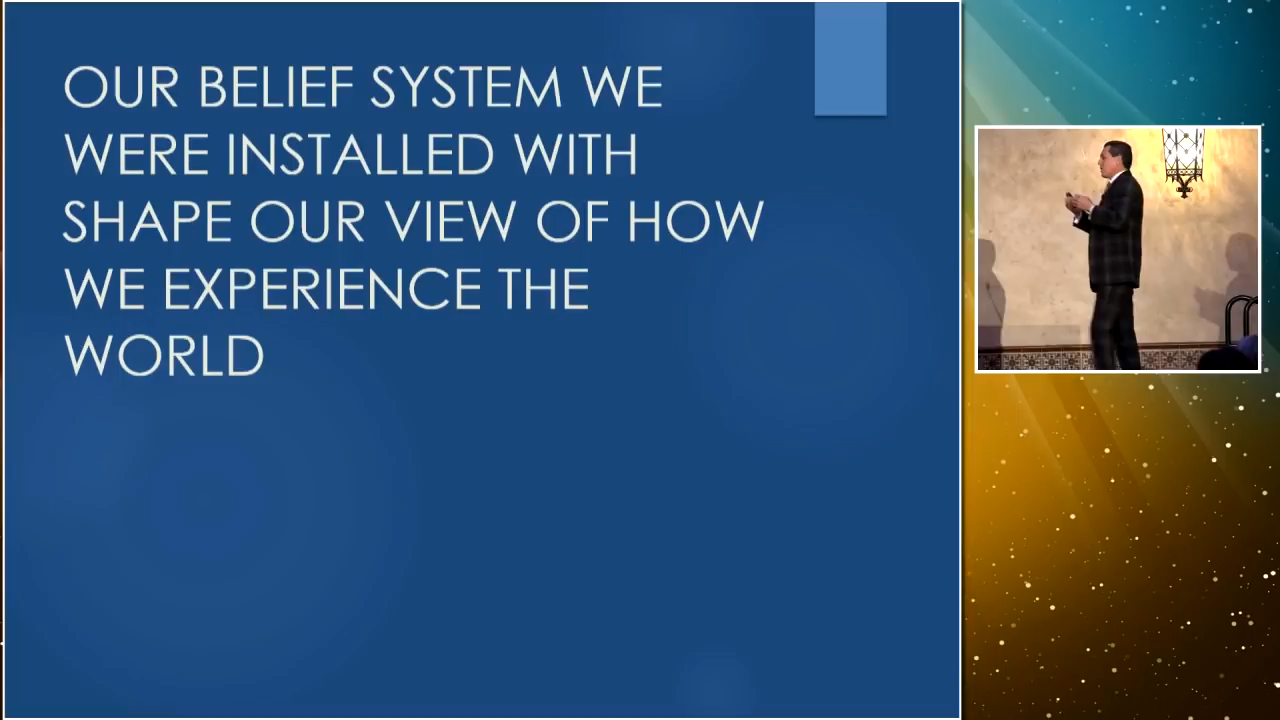 OUR BELIEF SYSTEM WE
WERE INSTALLED WITH
SHAPE OUR VIEW OF HOW
WE EXPERIENCE THE
WORLD